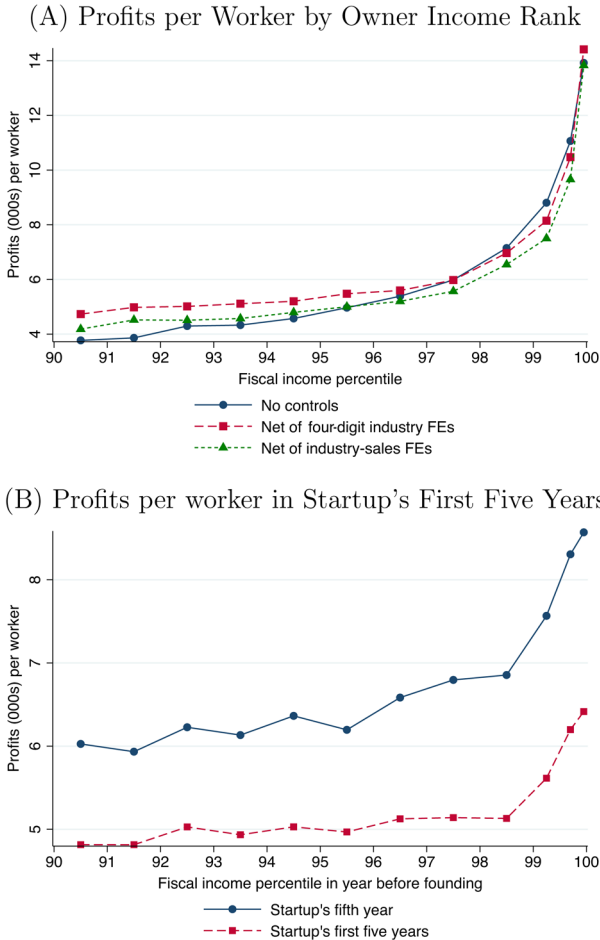 (A) Profits per Worker by Owner Income Rank
Profits (000s) per worker
14
12
10
8
6
4
90 91 92 93 94 95 96 97 98 99 100
Fiscal income percentile
No controls
Net of four-digit industry FEs
Net of industry-sales FEs
(B) Profits per worker in Startup's First Five Years
Profits (000s) per worker
8
7
6
5
90 91 92 93 94 95 96 97 98 99 100
Fiscal income percentile in year before founding
Startup's fifth year
Startup's first five years